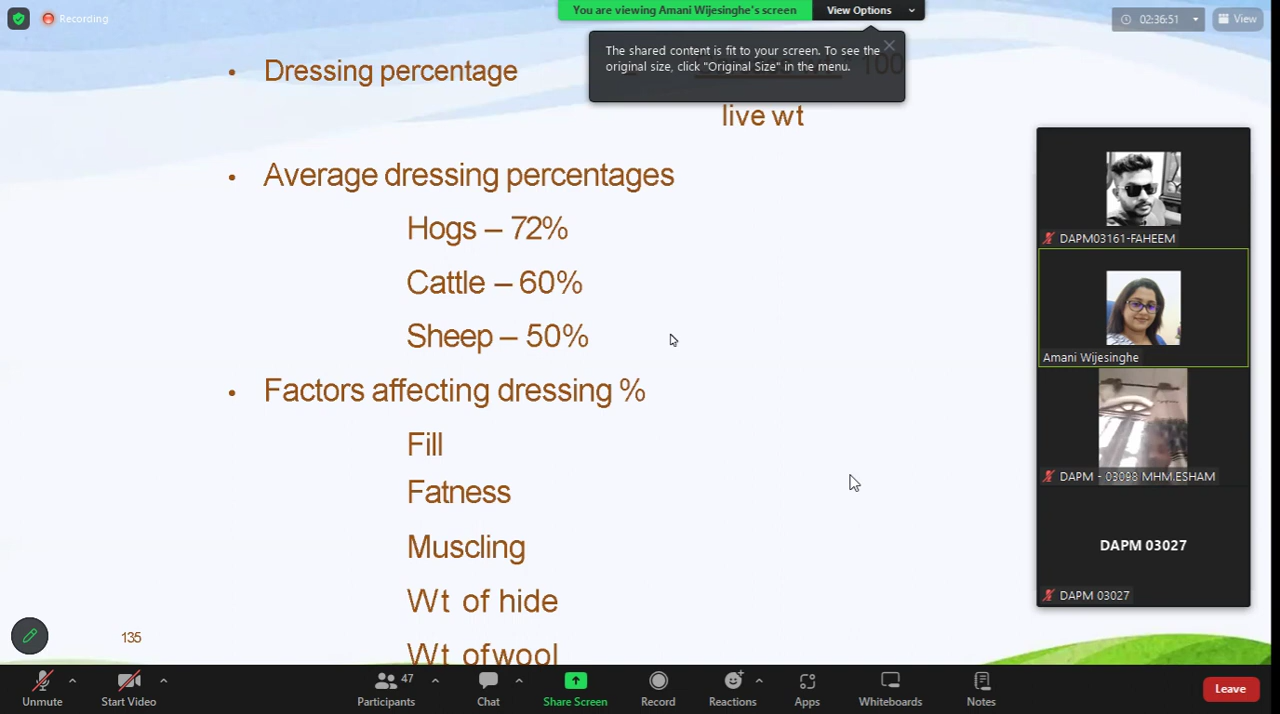 Recording
You are viewing Amani Wijesinghe's screen
View Options
02:36:51
View
The shared content is fit to your screen. To see the
original size, click "Original Size" in the menu.
• Dressing percentage
100
live wt
• Average dressing percentages
Hogs – 72%
Cattle – 60%
Sheep – 50%
• Factors affecting dressing %
Fill
Fatness
Muscling
Wt of hide
Wt ofwool
135
DAPM03161-FAHEEM
Amani Wijesinghe
DAPM - 03098 MHM.ESHAM
DAPM 03027
DAPM 03027
Unmute
Start Video
47
Participants
Chat
Share Screen
Record
Reactions
Apps
Whiteboards
Notes
Leave